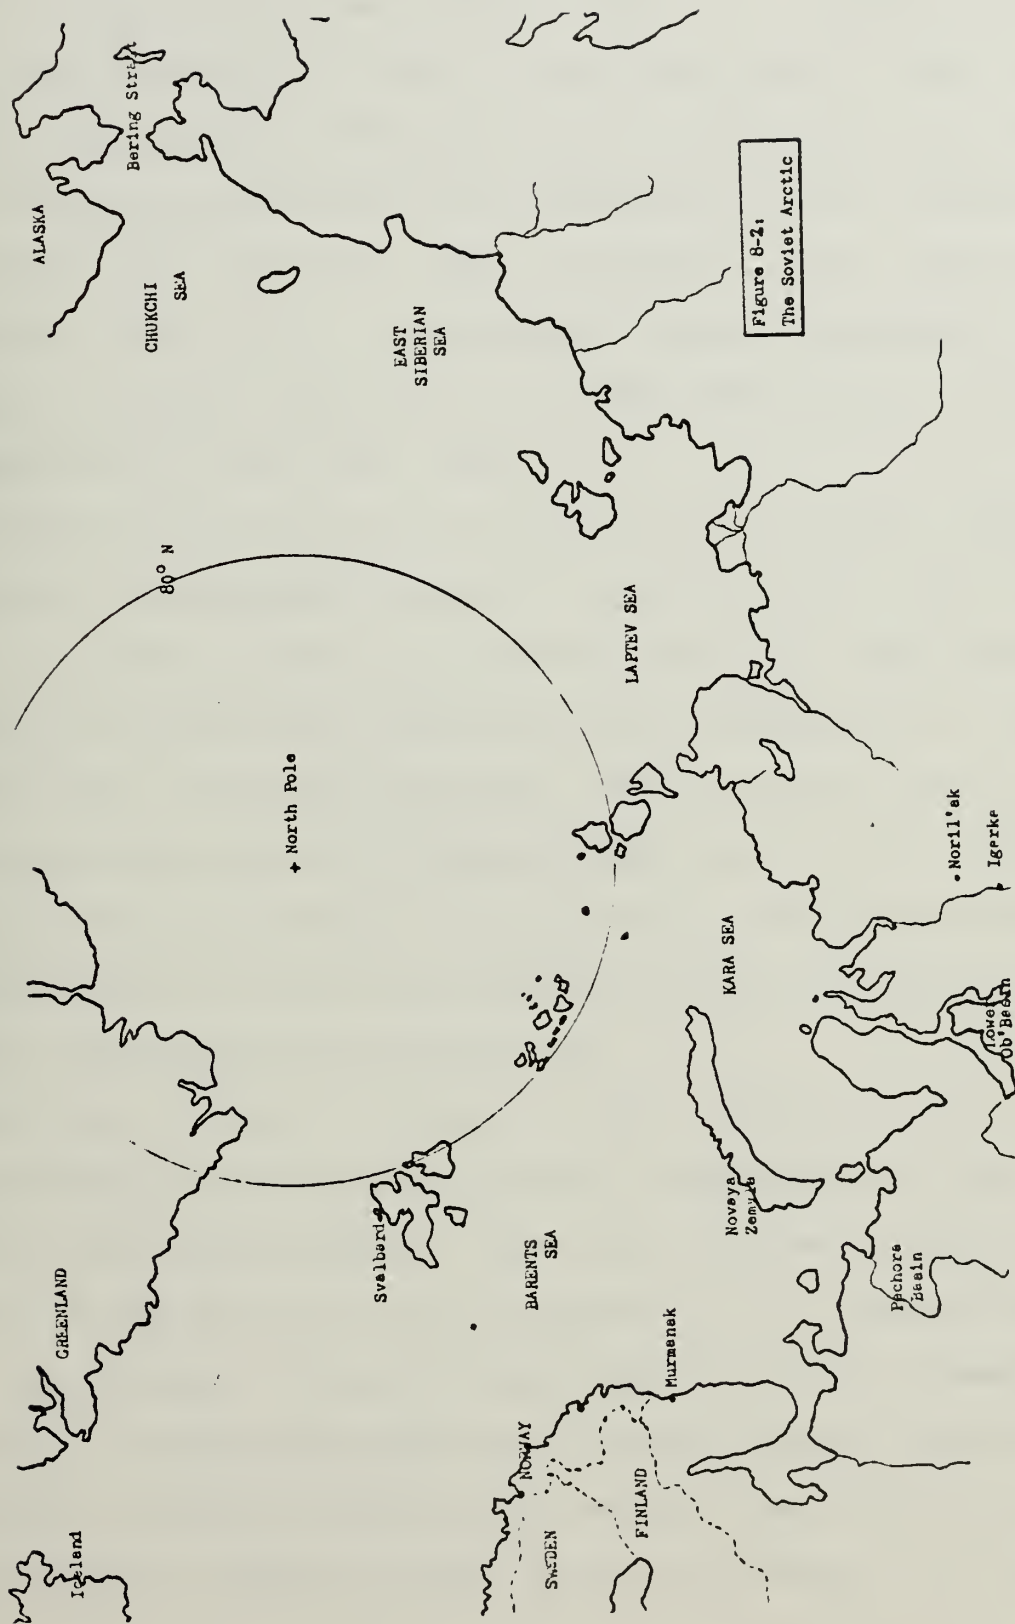 Iceland
GREENLAND
ALASKA
Bering Stra
CHUKCHI
SEA
80° N
+ North Pole
Svalbard
EAST
SIBERIAN
SEA
BARENTS
SEA
NORWAY
SWEDEN
FINLAND
Murmansk
LAPTEV SEA
KARA SEA
Novaya
Zemyla
Figure 8-2:
The Soviet Arctic
Pechora
Basin
Noril'sk
Igarka
Lower
Ob' Basin